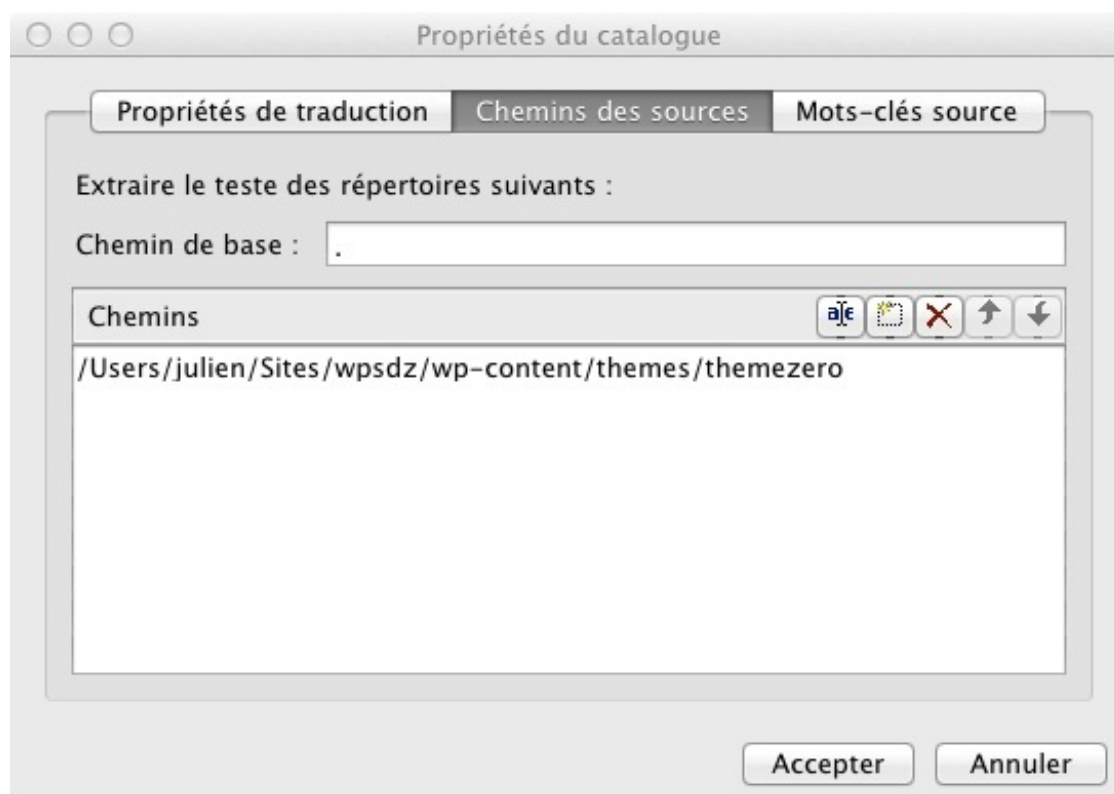 Propriétés du catalogue
Propriétés de traduction Chemins des sources Mots-clés source
Extraire le teste des répertoires suivants :
Chemin de base : .
Chemins
/Users/julien/Sites/wpsdz/wp-content/themes/themezero
Accepter Annuler